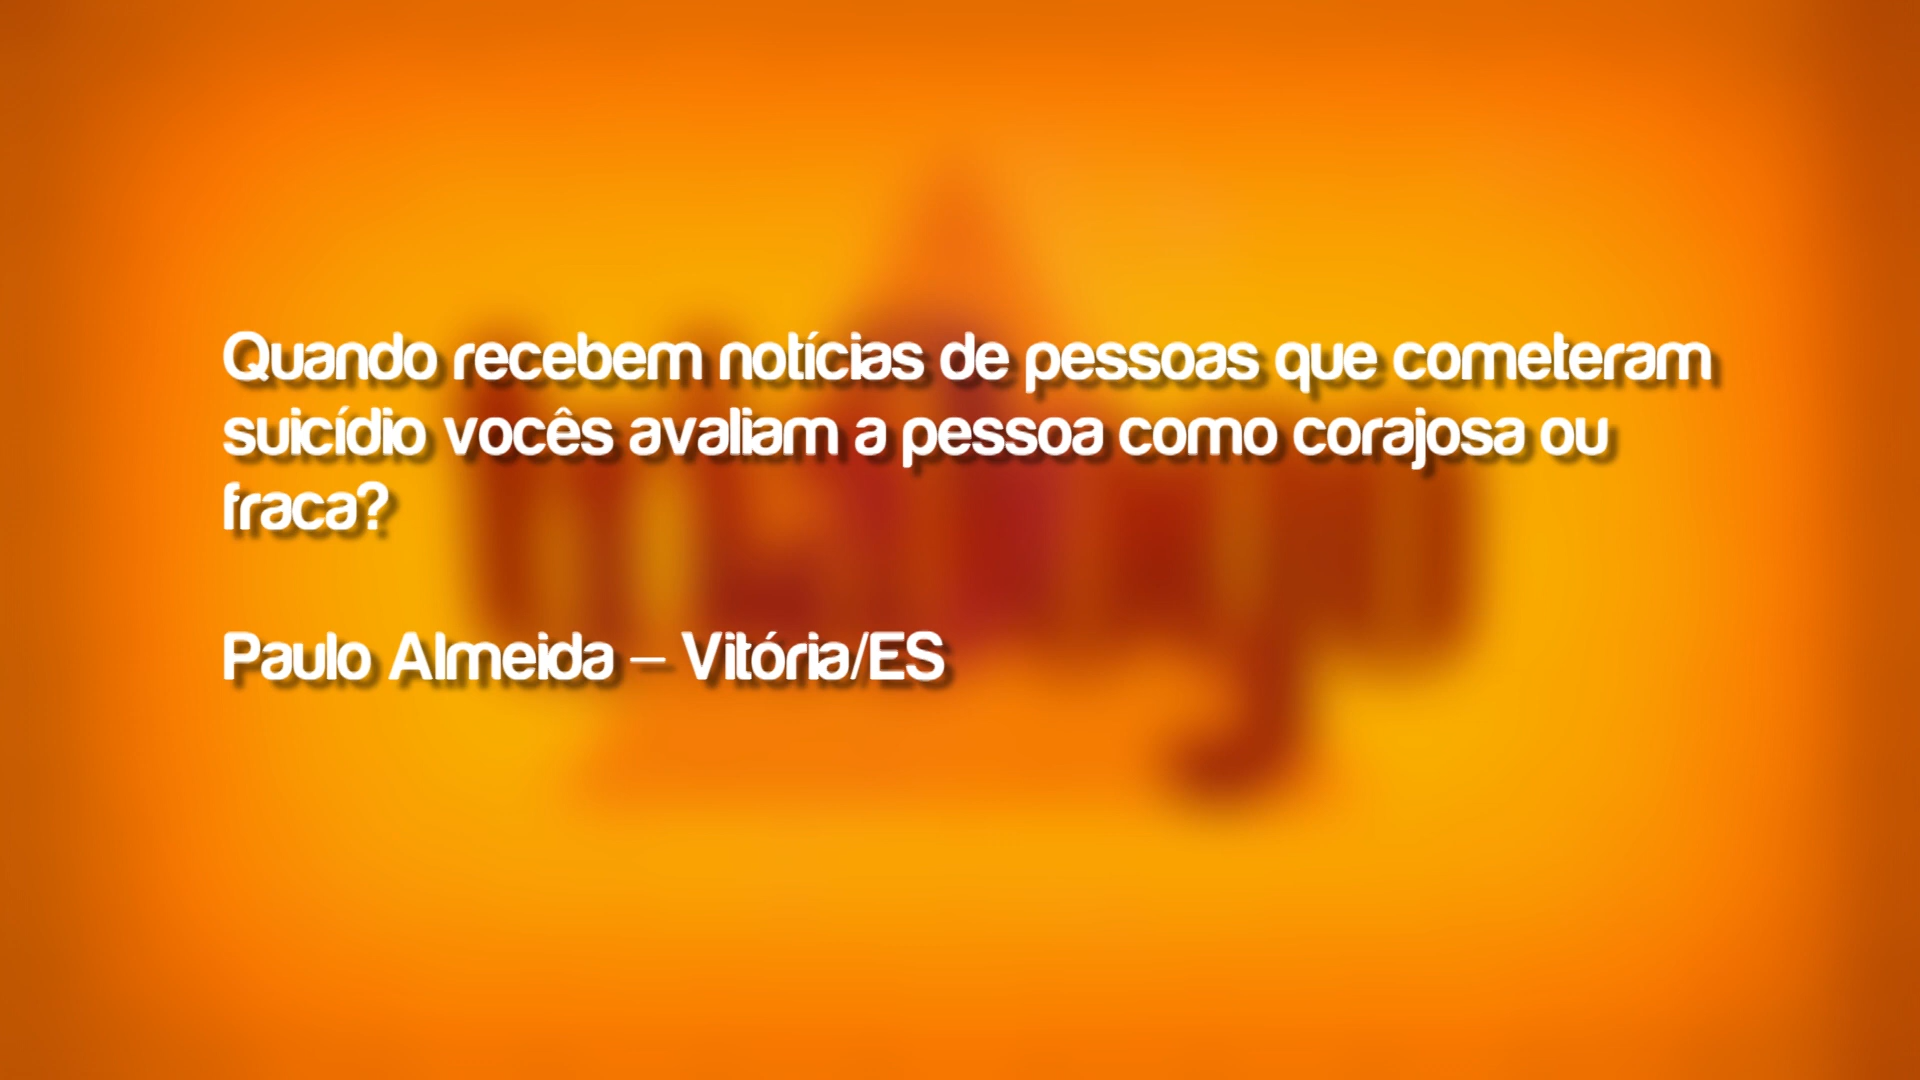 Quando recebem notícias de pessoas que cometeram
suicídio vocês avaliam a pessoa como corajosa ou
fraca?
Paulo Almeida – Vitória/ES